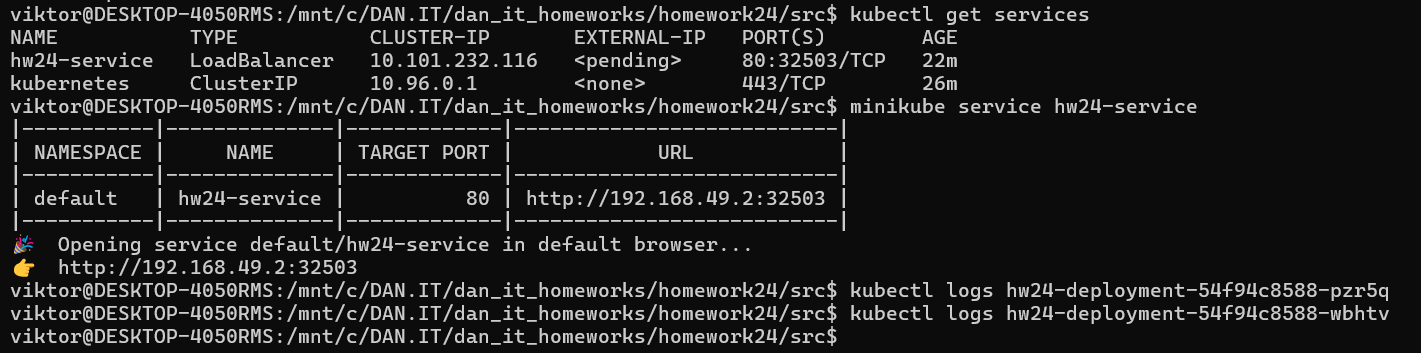 viktor@DESKTOP-4050RMS:/mnt/c/DAN.IT/dan_it_homeworks/homework24/src$ kubectl get services
NAME           TYPE           CLUSTER-IP       EXTERNAL-IP   PORT(S)        AGE
hw24-service   LoadBalancer   10.101.232.116   <pending>     80:32503/TCP   22m
kubernetes     ClusterIP      10.96.0.1        <none>        443/TCP        26m
viktor@DESKTOP-4050RMS:/mnt/c/DAN.IT/dan_it_homeworks/homework24/src$ minikube service hw24-service
|-----------|--------------|-------------|---------------------------|
| NAMESPACE |     NAME     | TARGET PORT |            URL            |
|-----------|--------------|-------------|---------------------------|
| default   | hw24-service |          80 | http://192.168.49.2:32503 |
|-----------|--------------|-------------|---------------------------|
🎉  Opening service default/hw24-service in default browser...
👉  http://192.168.49.2:32503
viktor@DESKTOP-4050RMS:/mnt/c/DAN.IT/dan_it_homeworks/homework24/src$ kubectl logs hw24-deployment-54f94c8588-pzr5q
viktor@DESKTOP-4050RMS:/mnt/c/DAN.IT/dan_it_homeworks/homework24/src$ kubectl logs hw24-deployment-54f94c8588-wbhtv
viktor@DESKTOP-4050RMS:/mnt/c/DAN.IT/dan_it_homeworks/homework24/src$